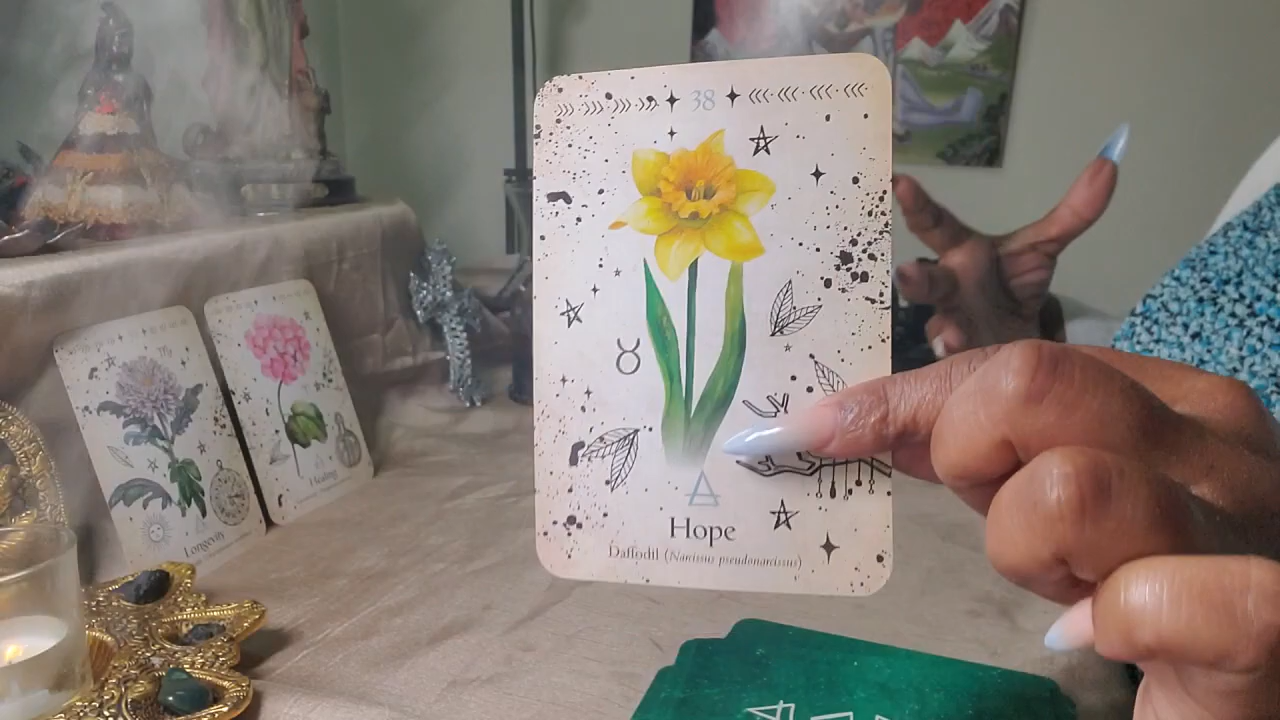 38
Hope
Daffodil (Narcissus pseudonarcissus)
Longevity
Healing